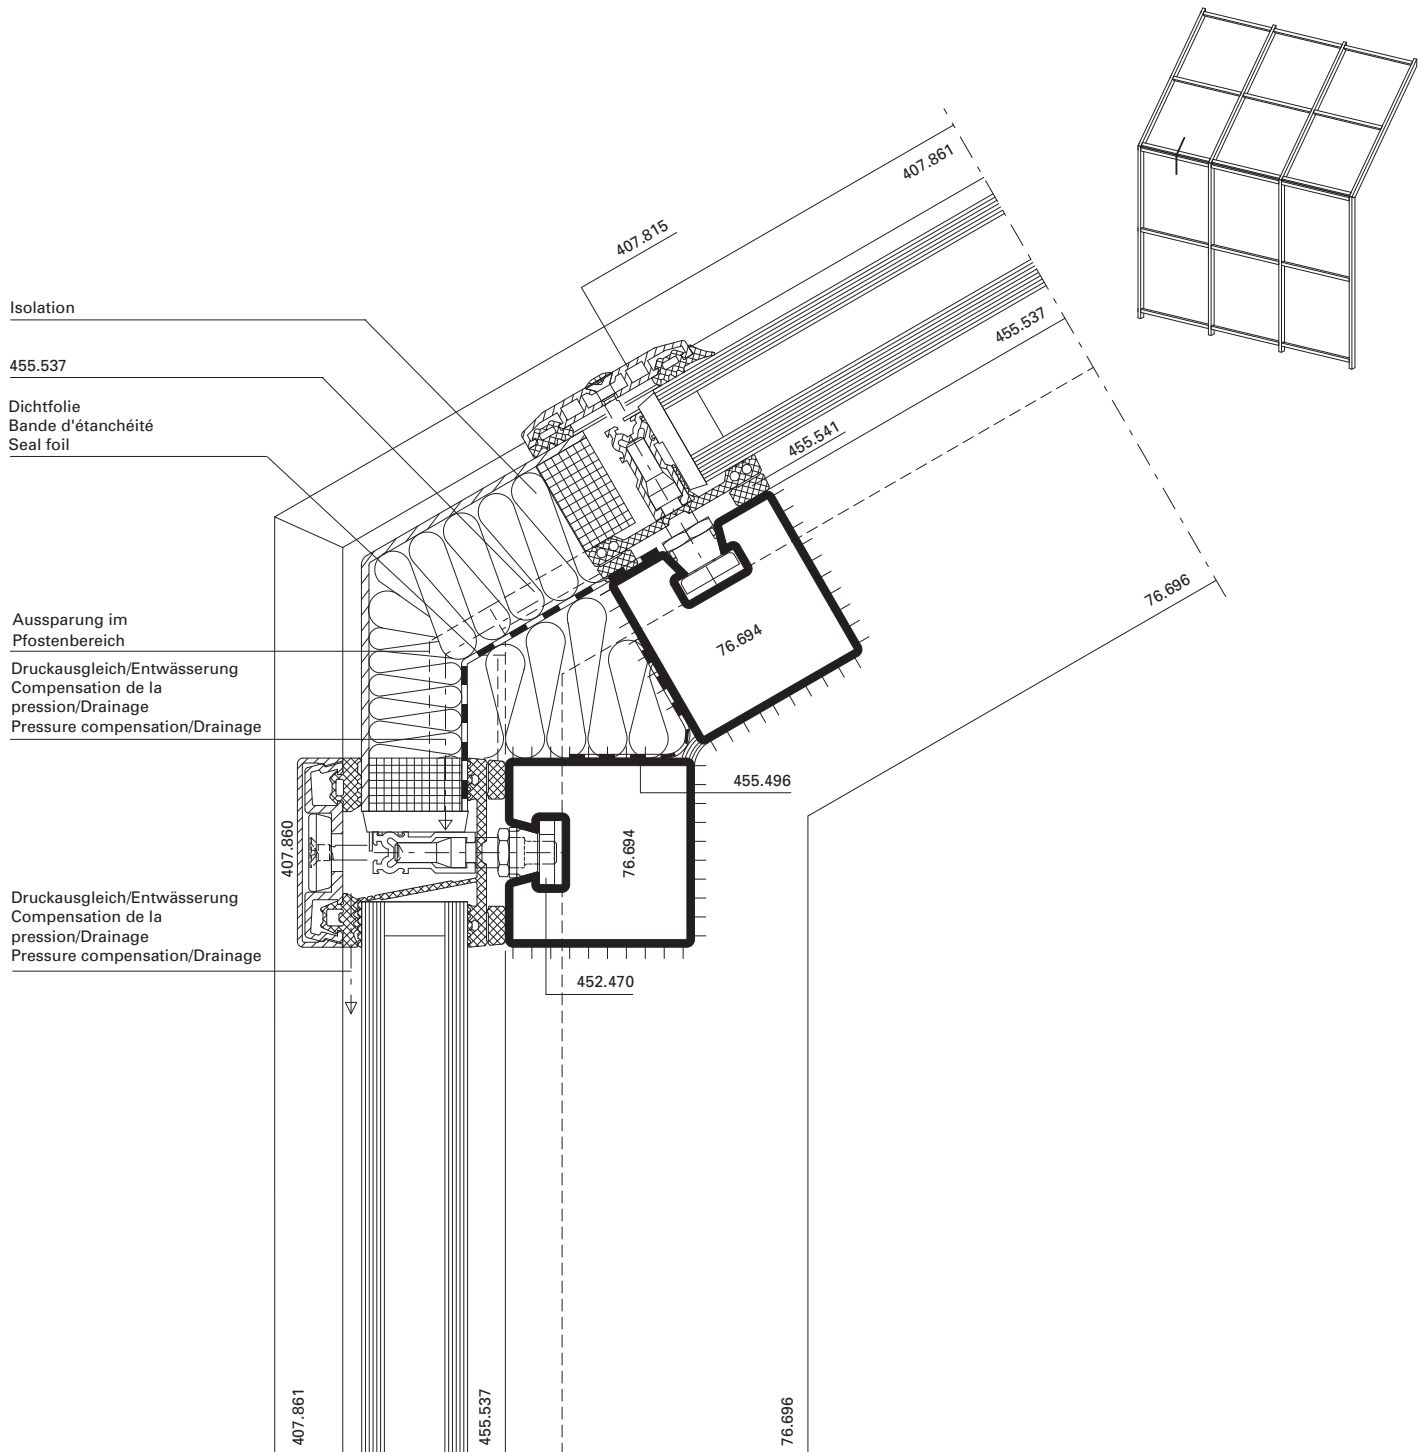 407.861
407.815
Isolation
455.537
455.537
Dichtfolie
Bande d'étanchéité
Seal foil
455.541
76.696
Aussparung im
Pfostenbereich
76.694
Druckausgleich/Entwässerung
Compensation de la
pression/Drainage
Pressure compensation/Drainage
455.496
407.860
76.694
Druckausgleich/Entwässerung
Compensation de la
pression/Drainage
Pressure compensation/Drainage
452.470
407.861
455.537
76.696